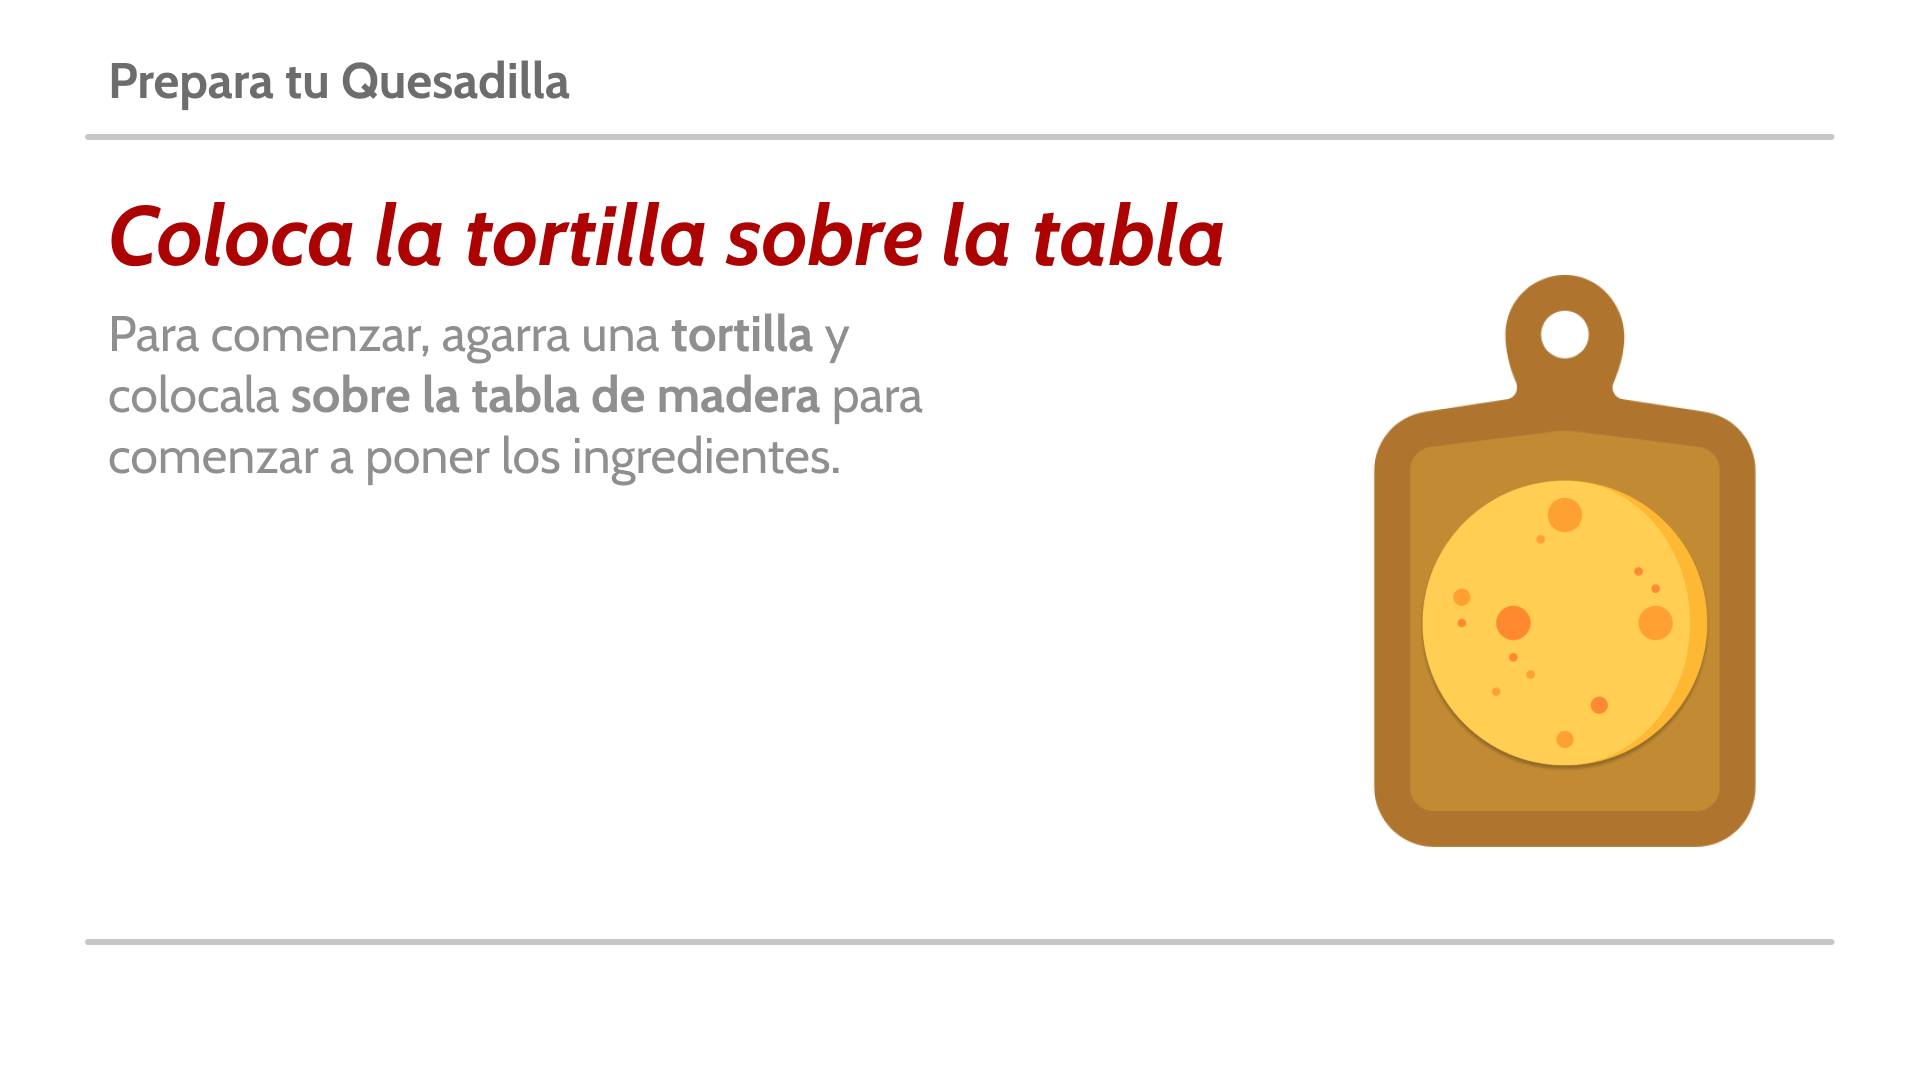 Prepara tu Quesadilla
Coloca la tortilla sobre la tabla
Para comenzar, agarra una tortilla y
colocala sobre la tabla de madera para
comenzar a poner los ingredientes.